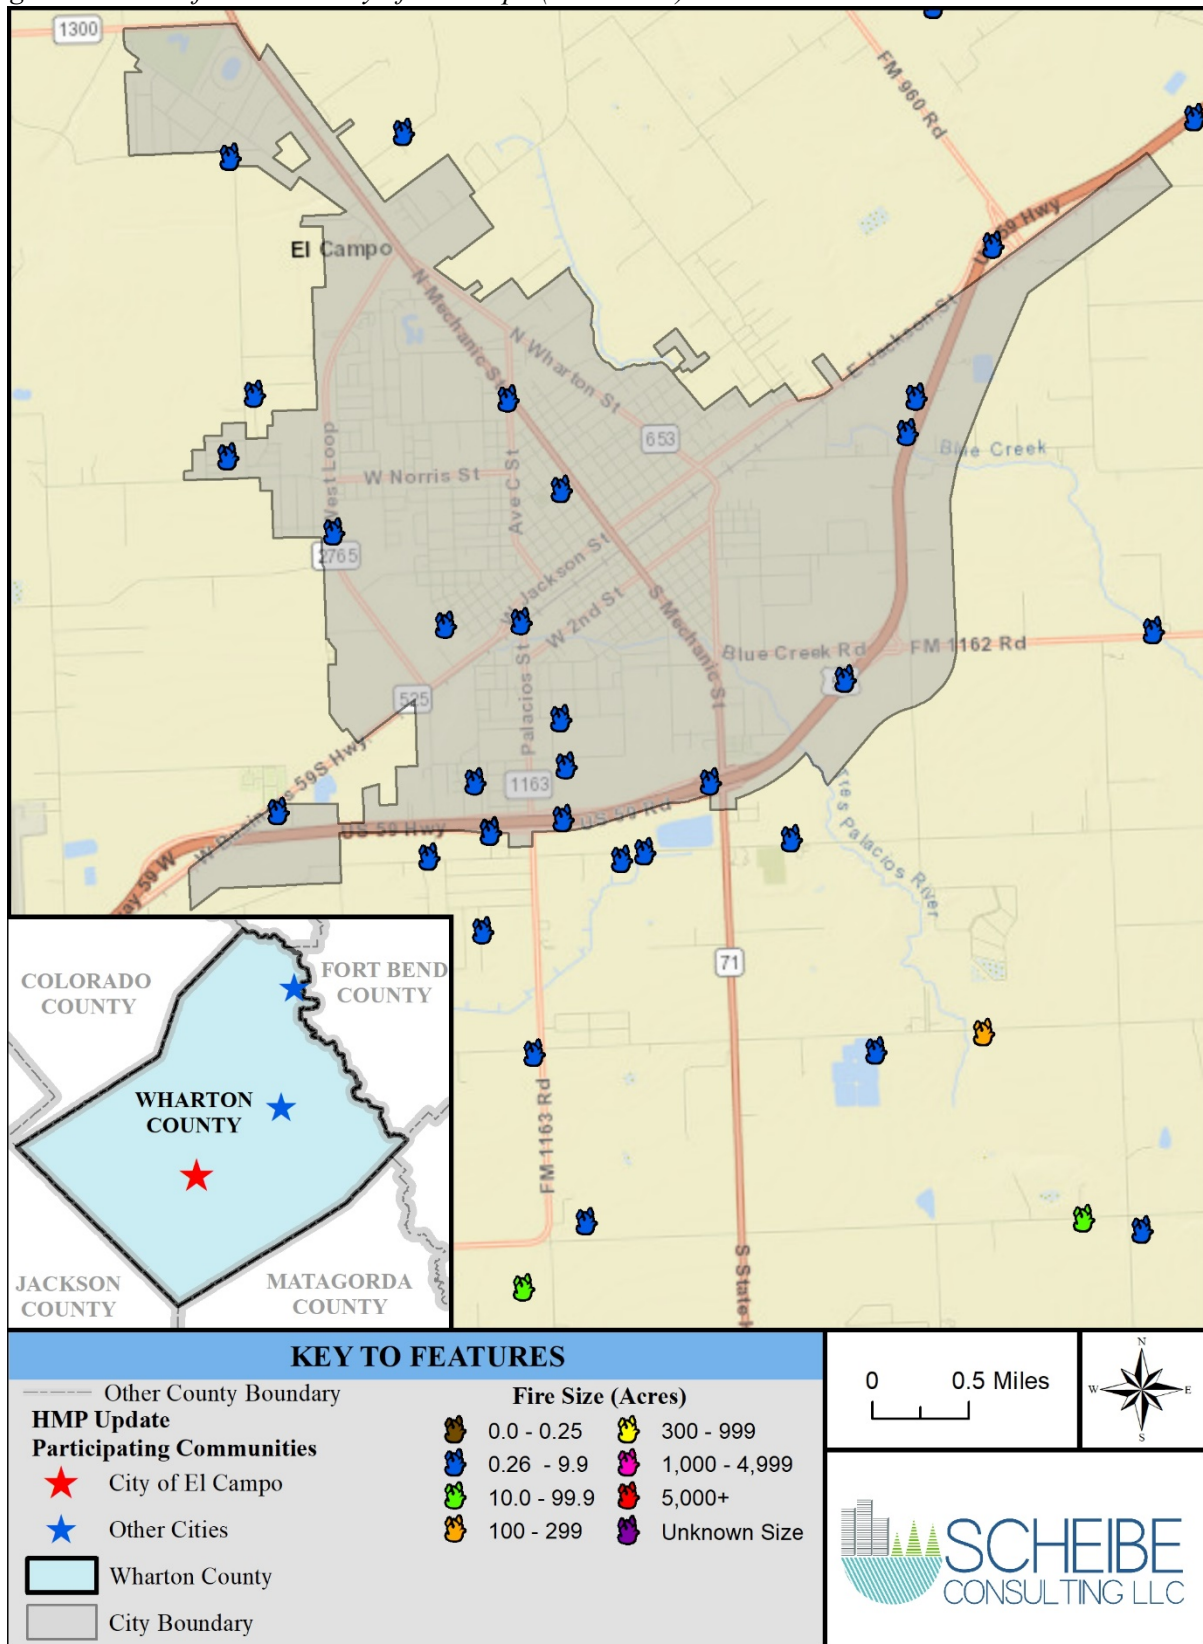 1300
FM 960 Rd
US 59 Hwy
El Campo
N Mechanic St
N Wharton St
E Jackson St
653
Blue Creek
West Loop
W Norris St
Ave C St
2765
W Jackson St
W 2nd St
S Mechanic St
Blue Creek Rd
FM 1162 Rd
525
Palacios St
W Business 59S Hwy
1163
US 59 Hwy
US 59 Rd
Tres Palacios River
71
FM 1163 Rd
COLORADO
COUNTY
FORT BEND
COUNTY
WHARTON
COUNTY
JACKSON
COUNTY
MATAGORDA
COUNTY
KEY TO FEATURES
Other County Boundary
HMP Update
Participating Communities
City of El Campo
Other Cities
Wharton County
City Boundary
Fire Size (Acres)
0.0 - 0.25
0.26 - 9.9
10.0 - 99.9
100 - 299
300 - 999
1,000 - 4,999
5,000+
Unknown Size
0 0.5 Miles
N
W E
S
SCHEIBE
CONSULTING LLC